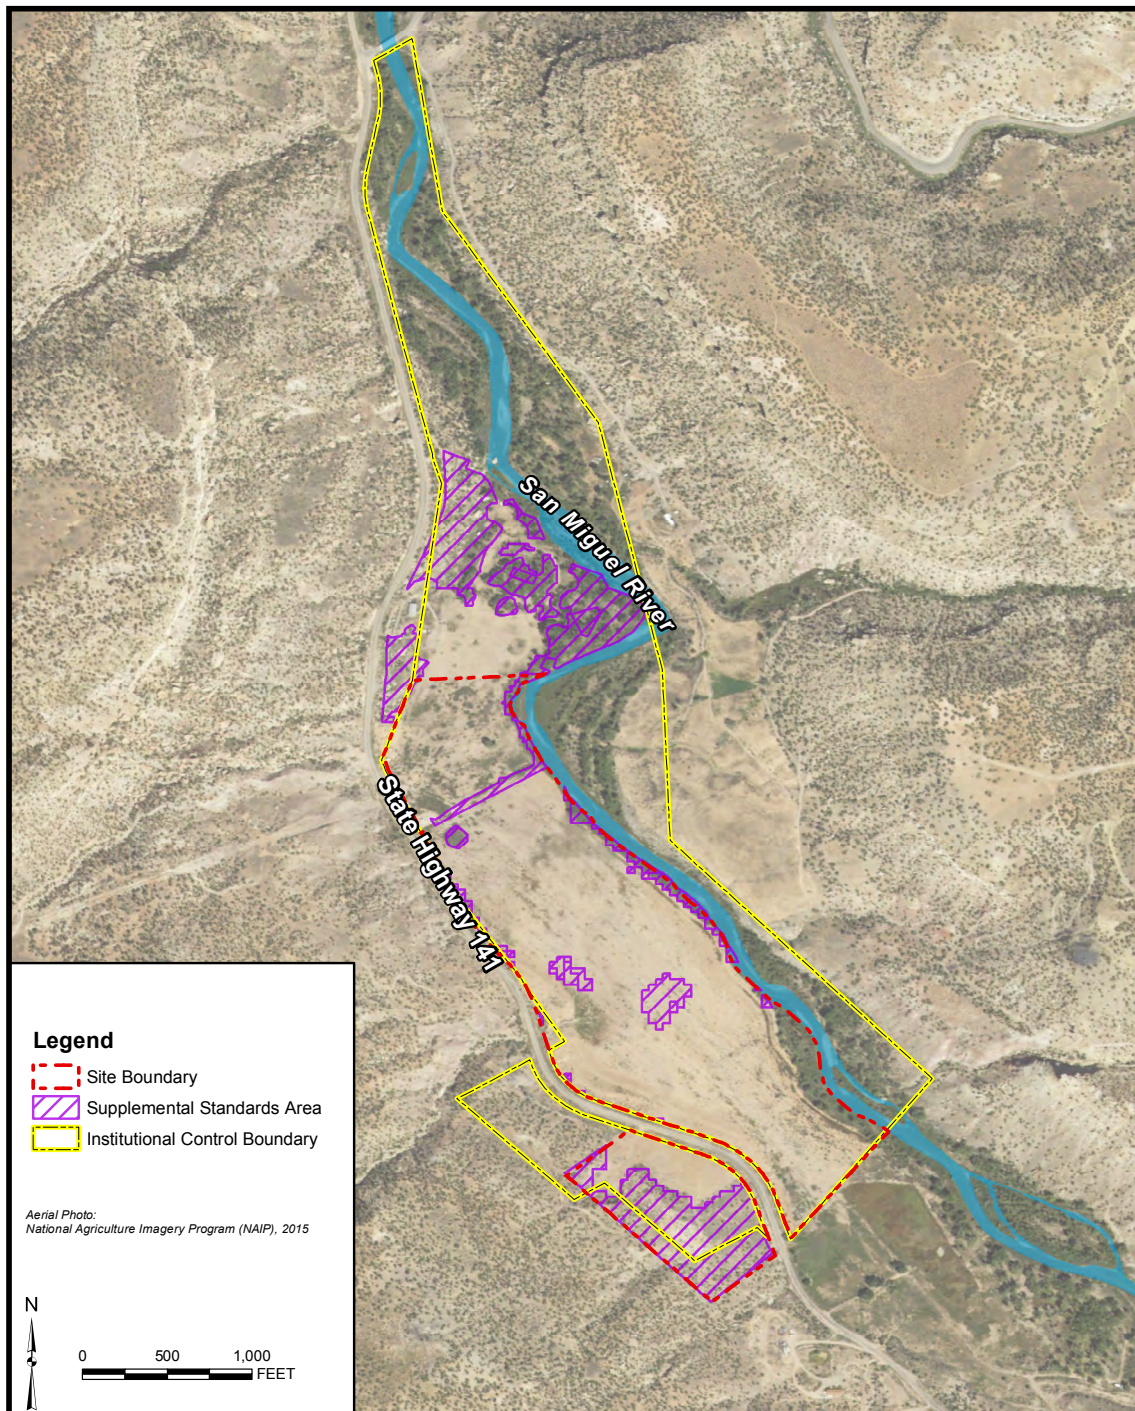 San Miguel River
State Highway 141
Legend
Site Boundary
Supplemental Standards Area
Institutional Control Boundary
Aerial Photo:
National Agriculture Imagery Program (NAIP), 2015
N
0 500 1,000
FEET